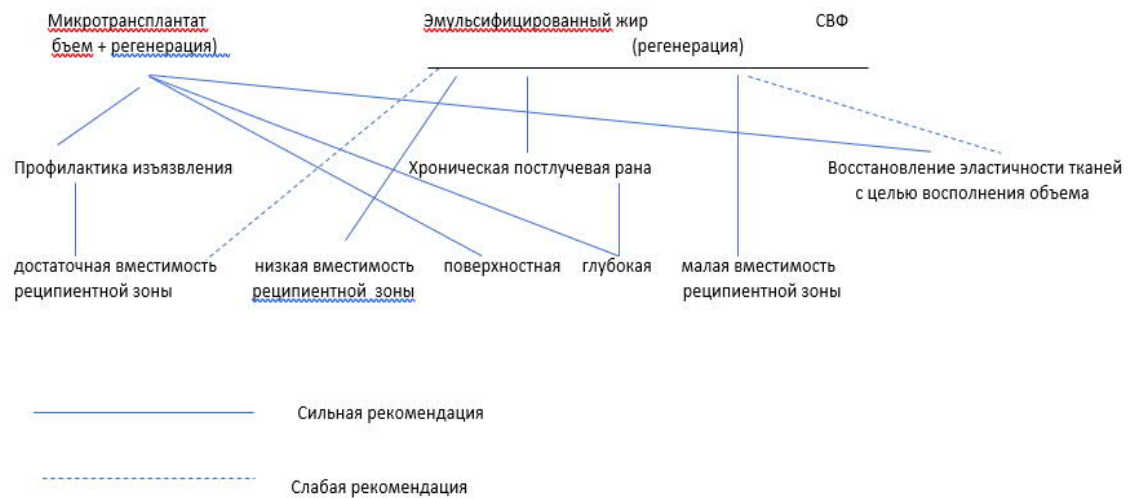 Микротрансплантат
бъем + регенерация)
Эмульсифицированный жир
СВФ
(регенерация)
Профилактика изъязвления
Хроническая постлучевая рана
Восстановление эластичности тканей
с целью восполнения объема
достаточная вместимость
реципиентной зоны
низкая вместимость
реципиентной зоны
поверхностная
глубокая
малая вместимость
реципиентной зоны
Сильная рекомендация
Слабая рекомендация